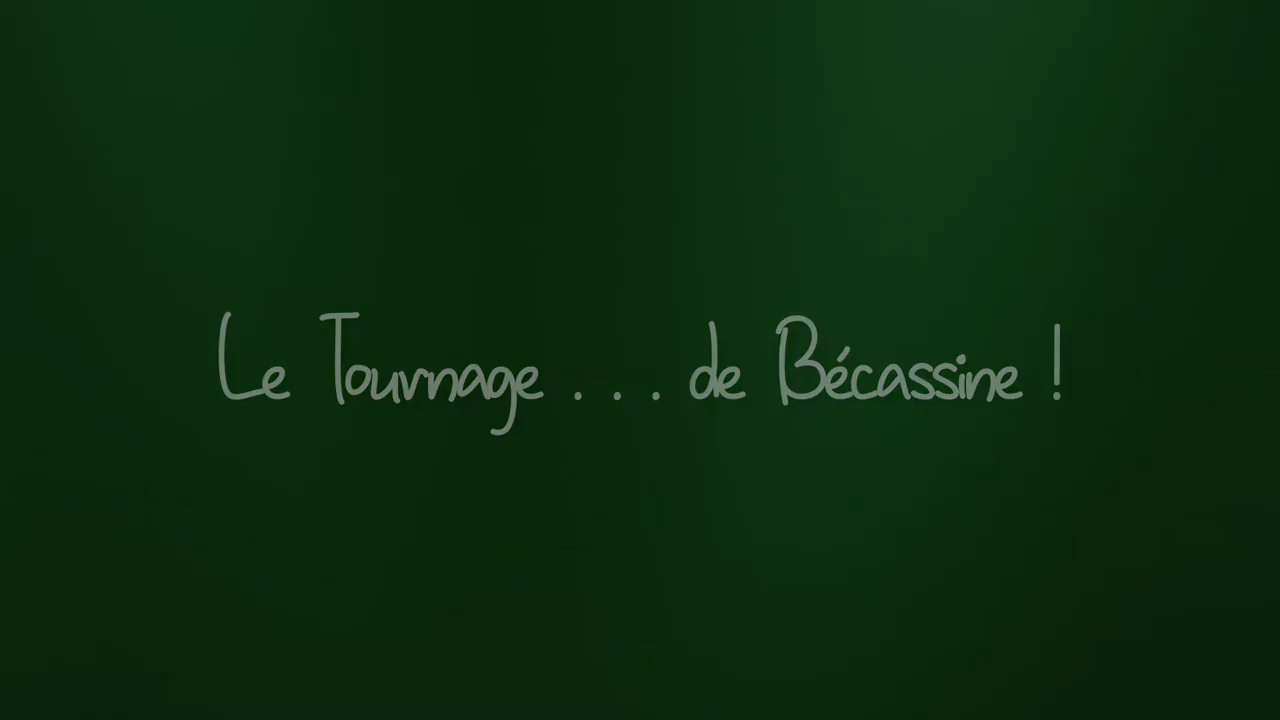 Le Tournage . . . de Bécassine !